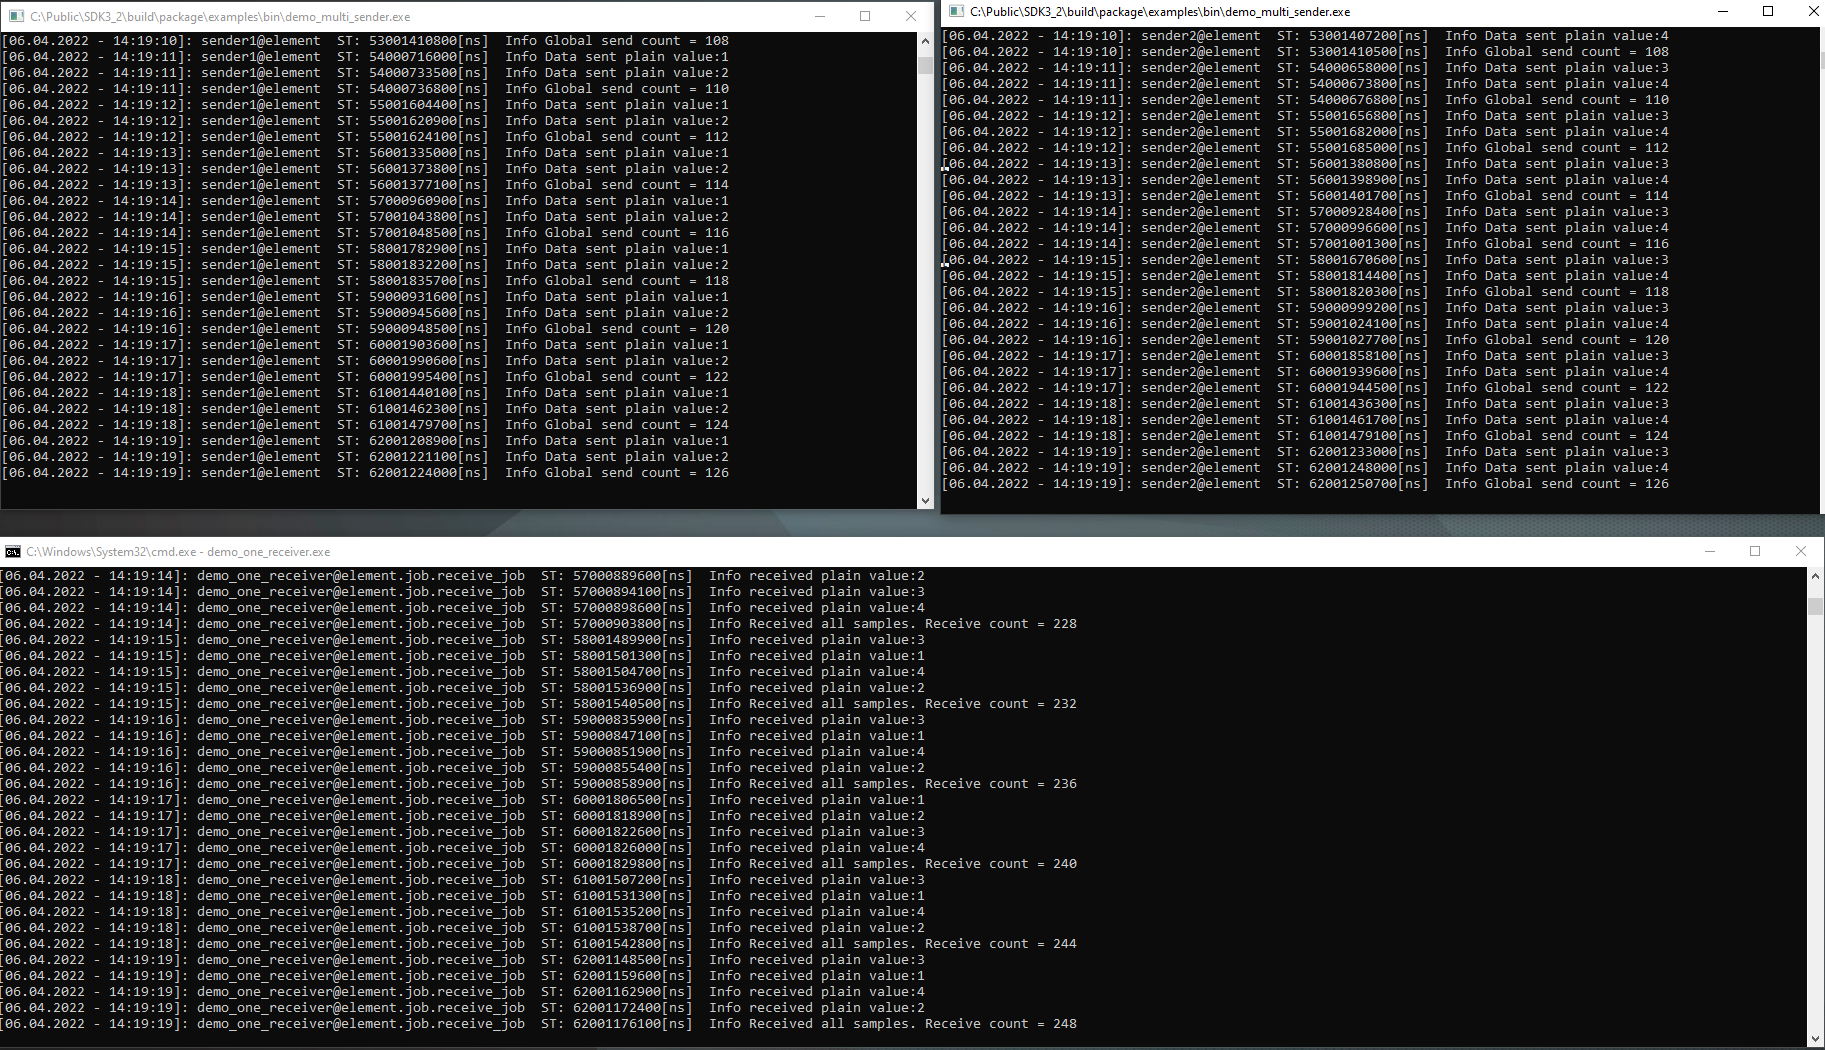 C:\Public\SDK3_2\build\package\examples\bin\demo_multi_sender.exe
[06.04.2022 - 14:19:10]: sender1@element  ST: 53001410800[ns]  Info Global send count = 108
[06.04.2022 - 14:19:11]: sender1@element  ST: 54000716000[ns]  Info Data sent plain value:1
[06.04.2022 - 14:19:11]: sender1@element  ST: 54000733500[ns]  Info Data sent plain value:2
[06.04.2022 - 14:19:11]: sender1@element  ST: 54000736800[ns]  Info Global send count = 110
[06.04.2022 - 14:19:12]: sender1@element  ST: 55001604400[ns]  Info Data sent plain value:1
[06.04.2022 - 14:19:12]: sender1@element  ST: 55001620900[ns]  Info Data sent plain value:2
[06.04.2022 - 14:19:12]: sender1@element  ST: 55001624100[ns]  Info Global send count = 112
[06.04.2022 - 14:19:13]: sender1@element  ST: 56001335000[ns]  Info Data sent plain value:1
[06.04.2022 - 14:19:13]: sender1@element  ST: 56001373800[ns]  Info Data sent plain value:2
[06.04.2022 - 14:19:13]: sender1@element  ST: 56001377100[ns]  Info Global send count = 114
[06.04.2022 - 14:19:14]: sender1@element  ST: 57000960900[ns]  Info Data sent plain value:1
[06.04.2022 - 14:19:14]: sender1@element  ST: 57001043800[ns]  Info Data sent plain value:2
[06.04.2022 - 14:19:14]: sender1@element  ST: 57001048500[ns]  Info Global send count = 116
[06.04.2022 - 14:19:15]: sender1@element  ST: 58001782900[ns]  Info Data sent plain value:1
[06.04.2022 - 14:19:15]: sender1@element  ST: 58001832200[ns]  Info Data sent plain value:2
[06.04.2022 - 14:19:15]: sender1@element  ST: 58001835700[ns]  Info Global send count = 118
[06.04.2022 - 14:19:16]: sender1@element  ST: 59000931600[ns]  Info Data sent plain value:1
[06.04.2022 - 14:19:16]: sender1@element  ST: 59000945600[ns]  Info Data sent plain value:2
[06.04.2022 - 14:19:16]: sender1@element  ST: 59000948500[ns]  Info Global send count = 120
[06.04.2022 - 14:19:17]: sender1@element  ST: 60001903600[ns]  Info Data sent plain value:1
[06.04.2022 - 14:19:17]: sender1@element  ST: 60001990600[ns]  Info Data sent plain value:2
[06.04.2022 - 14:19:17]: sender1@element  ST: 60001995400[ns]  Info Global send count = 122
[06.04.2022 - 14:19:18]: sender1@element  ST: 61001440100[ns]  Info Data sent plain value:1
[06.04.2022 - 14:19:18]: sender1@element  ST: 61001462300[ns]  Info Data sent plain value:2
[06.04.2022 - 14:19:18]: sender1@element  ST: 61001479700[ns]  Info Global send count = 124
[06.04.2022 - 14:19:19]: sender1@element  ST: 62001208900[ns]  Info Data sent plain value:1
[06.04.2022 - 14:19:19]: sender1@element  ST: 62001221100[ns]  Info Data sent plain value:2
[06.04.2022 - 14:19:19]: sender1@element  ST: 62001224000[ns]  Info Global send count = 126
C:\Public\SDK3_2\build\package\examples\bin\demo_multi_sender.exe
[06.04.2022 - 14:19:10]: sender2@element  ST: 53001407200[ns]  Info Data sent plain value:4
[06.04.2022 - 14:19:10]: sender2@element  ST: 53001410500[ns]  Info Global send count = 108
[06.04.2022 - 14:19:11]: sender2@element  ST: 54000658000[ns]  Info Data sent plain value:3
[06.04.2022 - 14:19:11]: sender2@element  ST: 54000673800[ns]  Info Data sent plain value:4
[06.04.2022 - 14:19:11]: sender2@element  ST: 54000676800[ns]  Info Global send count = 110
[06.04.2022 - 14:19:12]: sender2@element  ST: 55001656800[ns]  Info Data sent plain value:3
[06.04.2022 - 14:19:12]: sender2@element  ST: 55001682000[ns]  Info Data sent plain value:4
[06.04.2022 - 14:19:12]: sender2@element  ST: 55001685000[ns]  Info Global send count = 112
[06.04.2022 - 14:19:13]: sender2@element  ST: 56001380800[ns]  Info Data sent plain value:3
[06.04.2022 - 14:19:13]: sender2@element  ST: 56001398900[ns]  Info Data sent plain value:4
[06.04.2022 - 14:19:13]: sender2@element  ST: 56001401700[ns]  Info Global send count = 114
[06.04.2022 - 14:19:14]: sender2@element  ST: 57000928400[ns]  Info Data sent plain value:3
[06.04.2022 - 14:19:14]: sender2@element  ST: 57000996600[ns]  Info Data sent plain value:4
[06.04.2022 - 14:19:14]: sender2@element  ST: 57001001300[ns]  Info Global send count = 116
[06.04.2022 - 14:19:15]: sender2@element  ST: 58001670600[ns]  Info Data sent plain value:3
[06.04.2022 - 14:19:15]: sender2@element  ST: 58001814400[ns]  Info Data sent plain value:4
[06.04.2022 - 14:19:15]: sender2@element  ST: 58001820300[ns]  Info Global send count = 118
[06.04.2022 - 14:19:16]: sender2@element  ST: 59000999200[ns]  Info Data sent plain value:3
[06.04.2022 - 14:19:16]: sender2@element  ST: 59001024100[ns]  Info Data sent plain value:4
[06.04.2022 - 14:19:16]: sender2@element  ST: 59001027700[ns]  Info Global send count = 120
[06.04.2022 - 14:19:17]: sender2@element  ST: 60001858100[ns]  Info Data sent plain value:3
[06.04.2022 - 14:19:17]: sender2@element  ST: 60001939600[ns]  Info Data sent plain value:4
[06.04.2022 - 14:19:17]: sender2@element  ST: 60001944500[ns]  Info Global send count = 122
[06.04.2022 - 14:19:18]: sender2@element  ST: 61001436300[ns]  Info Data sent plain value:3
[06.04.2022 - 14:19:18]: sender2@element  ST: 61001461700[ns]  Info Data sent plain value:4
[06.04.2022 - 14:19:18]: sender2@element  ST: 61001479100[ns]  Info Global send count = 124
[06.04.2022 - 14:19:19]: sender2@element  ST: 62001233000[ns]  Info Data sent plain value:3
[06.04.2022 - 14:19:19]: sender2@element  ST: 62001248000[ns]  Info Data sent plain value:4
[06.04.2022 - 14:19:19]: sender2@element  ST: 62001250700[ns]  Info Global send count = 126
C:\Windows\System32\cmd.exe - demo_one_receiver.exe
[06.04.2022 - 14:19:14]: demo_one_receiver@element.job.receive_job  ST: 57000889600[ns]  Info received plain value:2
[06.04.2022 - 14:19:14]: demo_one_receiver@element.job.receive_job  ST: 57000894100[ns]  Info received plain value:3
[06.04.2022 - 14:19:14]: demo_one_receiver@element.job.receive_job  ST: 57000898600[ns]  Info received plain value:4
[06.04.2022 - 14:19:14]: demo_one_receiver@element.job.receive_job  ST: 57000903800[ns]  Info Received all samples. Receive count = 228
[06.04.2022 - 14:19:15]: demo_one_receiver@element.job.receive_job  ST: 58001489900[ns]  Info received plain value:3
[06.04.2022 - 14:19:15]: demo_one_receiver@element.job.receive_job  ST: 58001501300[ns]  Info received plain value:1
[06.04.2022 - 14:19:15]: demo_one_receiver@element.job.receive_job  ST: 58001504700[ns]  Info received plain value:4
[06.04.2022 - 14:19:15]: demo_one_receiver@element.job.receive_job  ST: 58001536900[ns]  Info received plain value:2
[06.04.2022 - 14:19:15]: demo_one_receiver@element.job.receive_job  ST: 58001540500[ns]  Info Received all samples. Receive count = 232
[06.04.2022 - 14:19:16]: demo_one_receiver@element.job.receive_job  ST: 59000835900[ns]  Info received plain value:3
[06.04.2022 - 14:19:16]: demo_one_receiver@element.job.receive_job  ST: 59000847100[ns]  Info received plain value:1
[06.04.2022 - 14:19:16]: demo_one_receiver@element.job.receive_job  ST: 59000851900[ns]  Info received plain value:4
[06.04.2022 - 14:19:16]: demo_one_receiver@element.job.receive_job  ST: 59000855400[ns]  Info received plain value:2
[06.04.2022 - 14:19:16]: demo_one_receiver@element.job.receive_job  ST: 59000858900[ns]  Info Received all samples. Receive count = 236
[06.04.2022 - 14:19:17]: demo_one_receiver@element.job.receive_job  ST: 60001806500[ns]  Info received plain value:1
[06.04.2022 - 14:19:17]: demo_one_receiver@element.job.receive_job  ST: 60001818900[ns]  Info received plain value:2
[06.04.2022 - 14:19:17]: demo_one_receiver@element.job.receive_job  ST: 60001822600[ns]  Info received plain value:3
[06.04.2022 - 14:19:17]: demo_one_receiver@element.job.receive_job  ST: 60001826000[ns]  Info received plain value:4
[06.04.2022 - 14:19:17]: demo_one_receiver@element.job.receive_job  ST: 60001829800[ns]  Info Received all samples. Receive count = 240
[06.04.2022 - 14:19:18]: demo_one_receiver@element.job.receive_job  ST: 61001507200[ns]  Info received plain value:3
[06.04.2022 - 14:19:18]: demo_one_receiver@element.job.receive_job  ST: 61001531300[ns]  Info received plain value:1
[06.04.2022 - 14:19:18]: demo_one_receiver@element.job.receive_job  ST: 61001535200[ns]  Info received plain value:4
[06.04.2022 - 14:19:18]: demo_one_receiver@element.job.receive_job  ST: 61001538700[ns]  Info received plain value:2
[06.04.2022 - 14:19:18]: demo_one_receiver@element.job.receive_job  ST: 61001542800[ns]  Info Received all samples. Receive count = 244
[06.04.2022 - 14:19:19]: demo_one_receiver@element.job.receive_job  ST: 62001148500[ns]  Info received plain value:3
[06.04.2022 - 14:19:19]: demo_one_receiver@element.job.receive_job  ST: 62001159600[ns]  Info received plain value:1
[06.04.2022 - 14:19:19]: demo_one_receiver@element.job.receive_job  ST: 62001162900[ns]  Info received plain value:4
[06.04.2022 - 14:19:19]: demo_one_receiver@element.job.receive_job  ST: 62001172400[ns]  Info received plain value:2
[06.04.2022 - 14:19:19]: demo_one_receiver@element.job.receive_job  ST: 62001176100[ns]  Info Received all samples. Receive count = 248